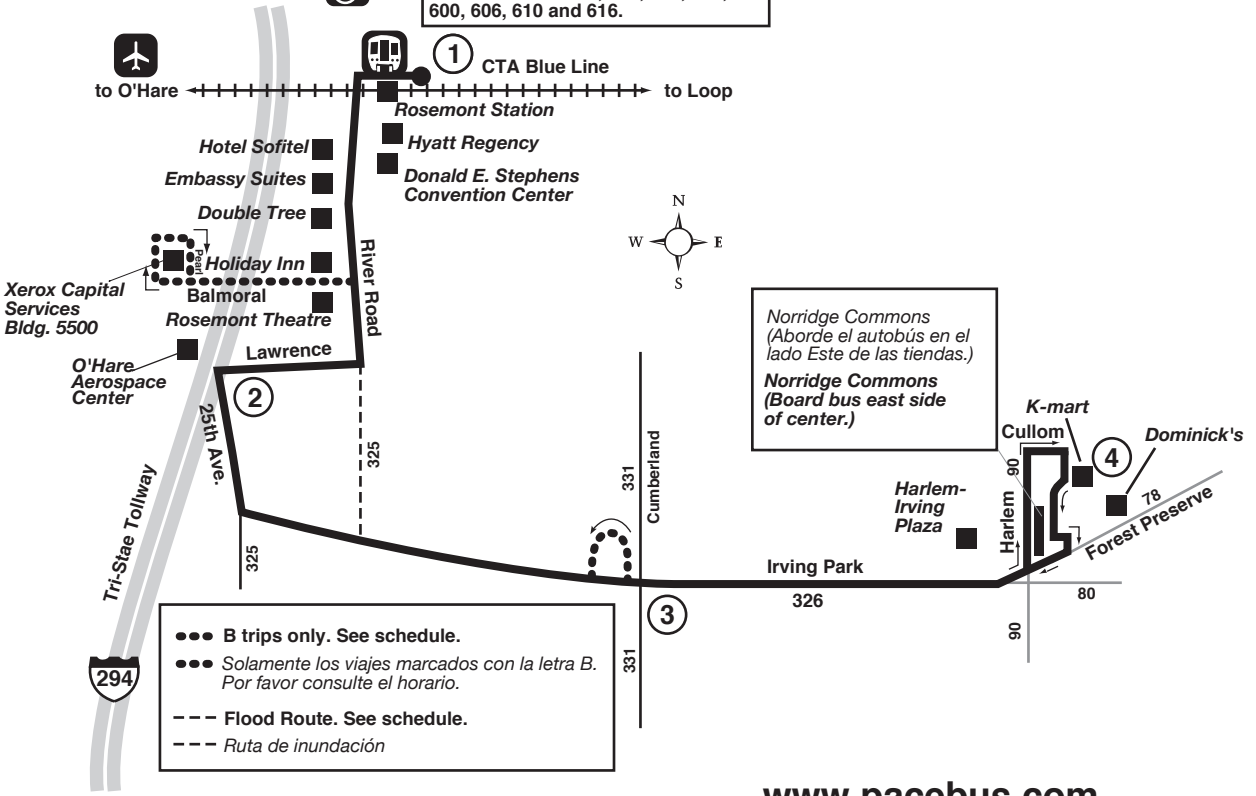 600, 606, 610 and 616.
1
CTA Blue Line
to O'Hare
to Loop
Rosemont Station
Hotel Sofitel
Hyatt Regency
Embassy Suites
Donald E. Stephens
Convention Center
Double Tree
N
W
E
S
Pearl
Holiday Inn
River Road
Xerox Capital
Services
Bldg. 5500
Balmoral
Rosemont Theatre
Lawrence
O'Hare
Aerospace
Center
2
25th Ave.
325
325
Tri-Stae Tollway
294
331
Cumberland
331
3
Norridge Commons
(Aborde el autobús en el
lado Este de las tiendas.)
Norridge Commons
(Board bus east side
of center.)
K-mart
Cullom
Dominick's
90
4
Harlem-
Irving
Plaza
Harlem
78
Forest Preserve
Irving Park
326
80
90
B trips only. See schedule.
Solamente los viajes marcados con la letra B.
Por favor consulte el horario.
Flood Route. See schedule.
Ruta de inundación
www.pacebus.com